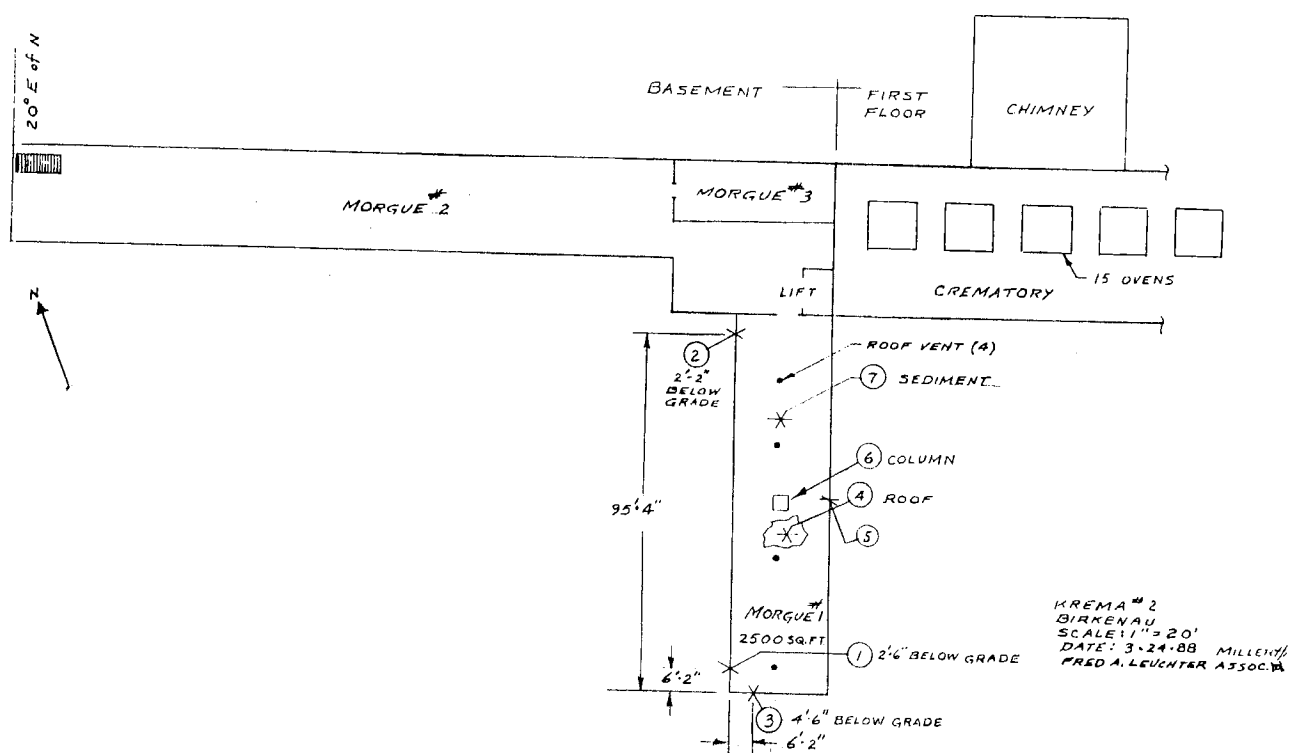 20° E of N
BASEMENT
FIRST
FLOOR
CHIMNEY
MORGUE #2
MORGUE #3
15 OVENS
LIFT
CREMATORY
N
ROOF VENT (4)
2
2'-2"
BELOW
GRADE
7 SEDIMENT
6 COLUMN
4 ROOF
95'-4"
5
MORGUE #1
2500 SQ. FT
1 2'-6" BELOW GRADE
6'-2"
3 4'-6" BELOW GRADE
6'-2"
KREMA #2
BIRKENAU
SCALE: 1" = 20'
DATE: 3-24-88
FRED A. LEUCHTER ASSOC.